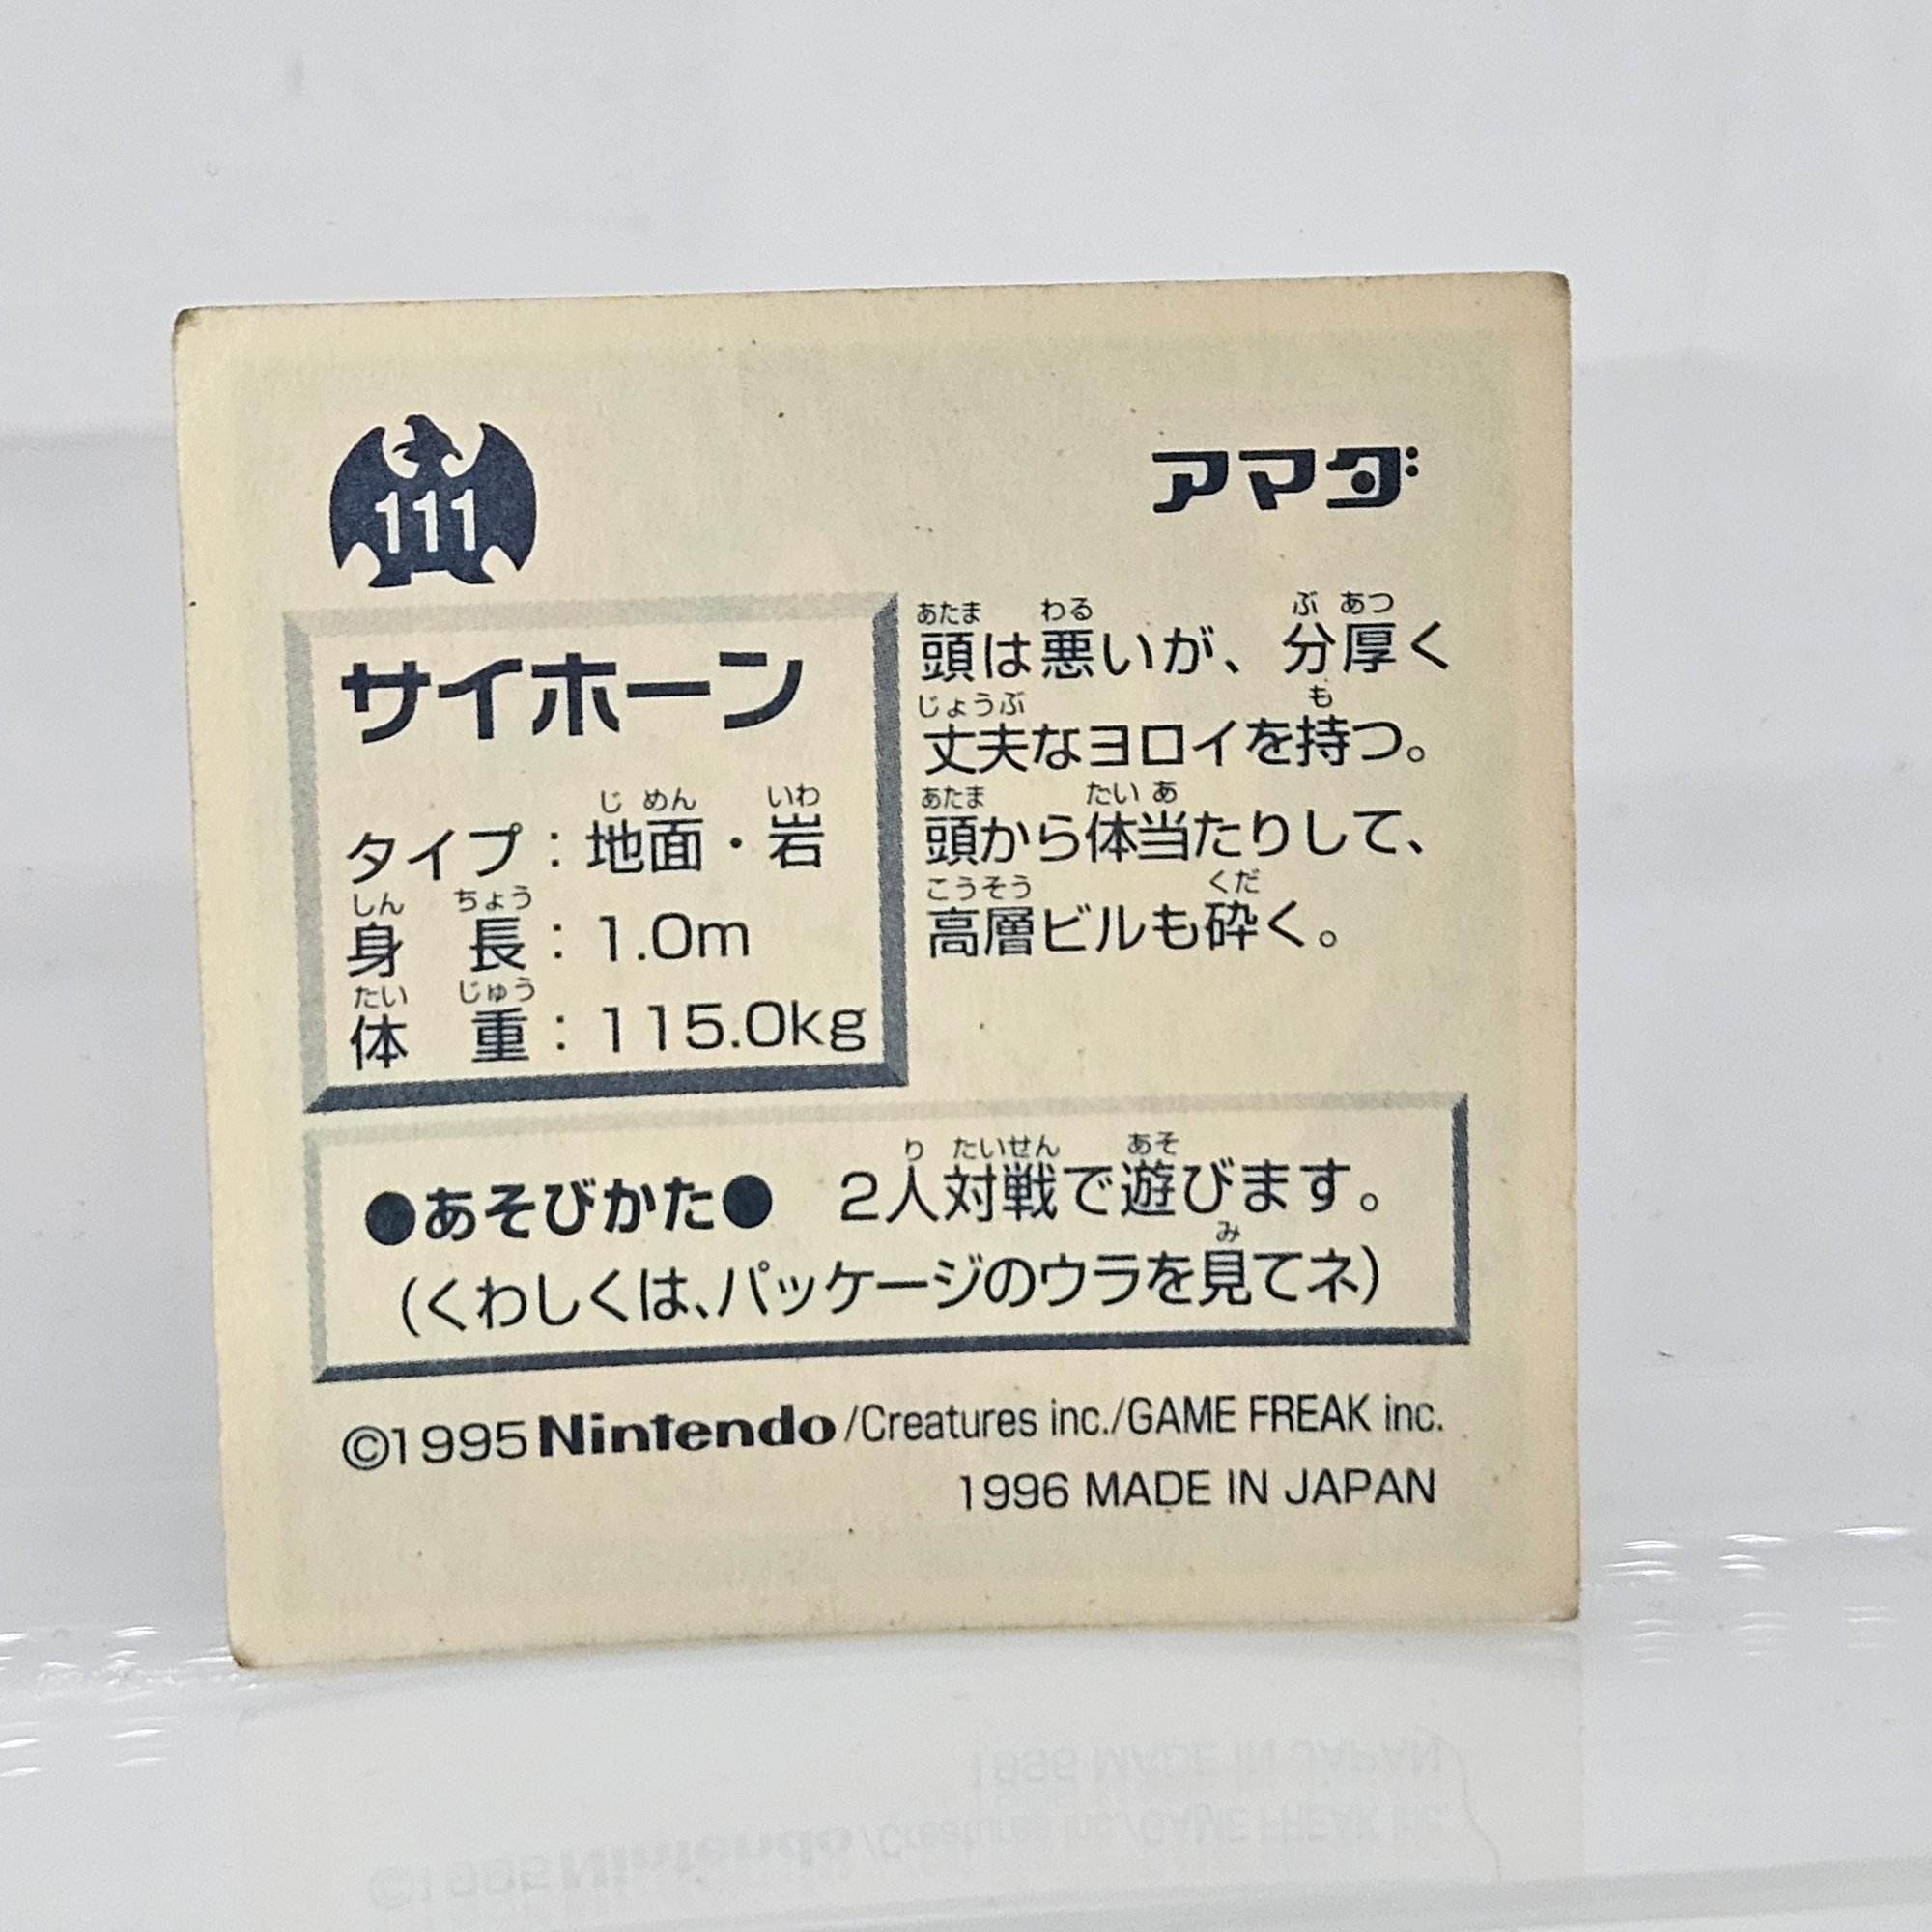 111
アマダ
サイホーン
タイプ：地面・岩
身長：1.0m
体重：115.0kg
頭は悪いが、分厚く
丈夫なヨロイを持つ。
頭から体当たりして、
高層ビルも砕く。
●あそびかた● 2人対戦で遊びます。
(くわしくは、パッケージのウラを見てネ)
©1995 Nintendo/Creatures inc./GAME FREAK inc.
1996 MADE IN JAPAN